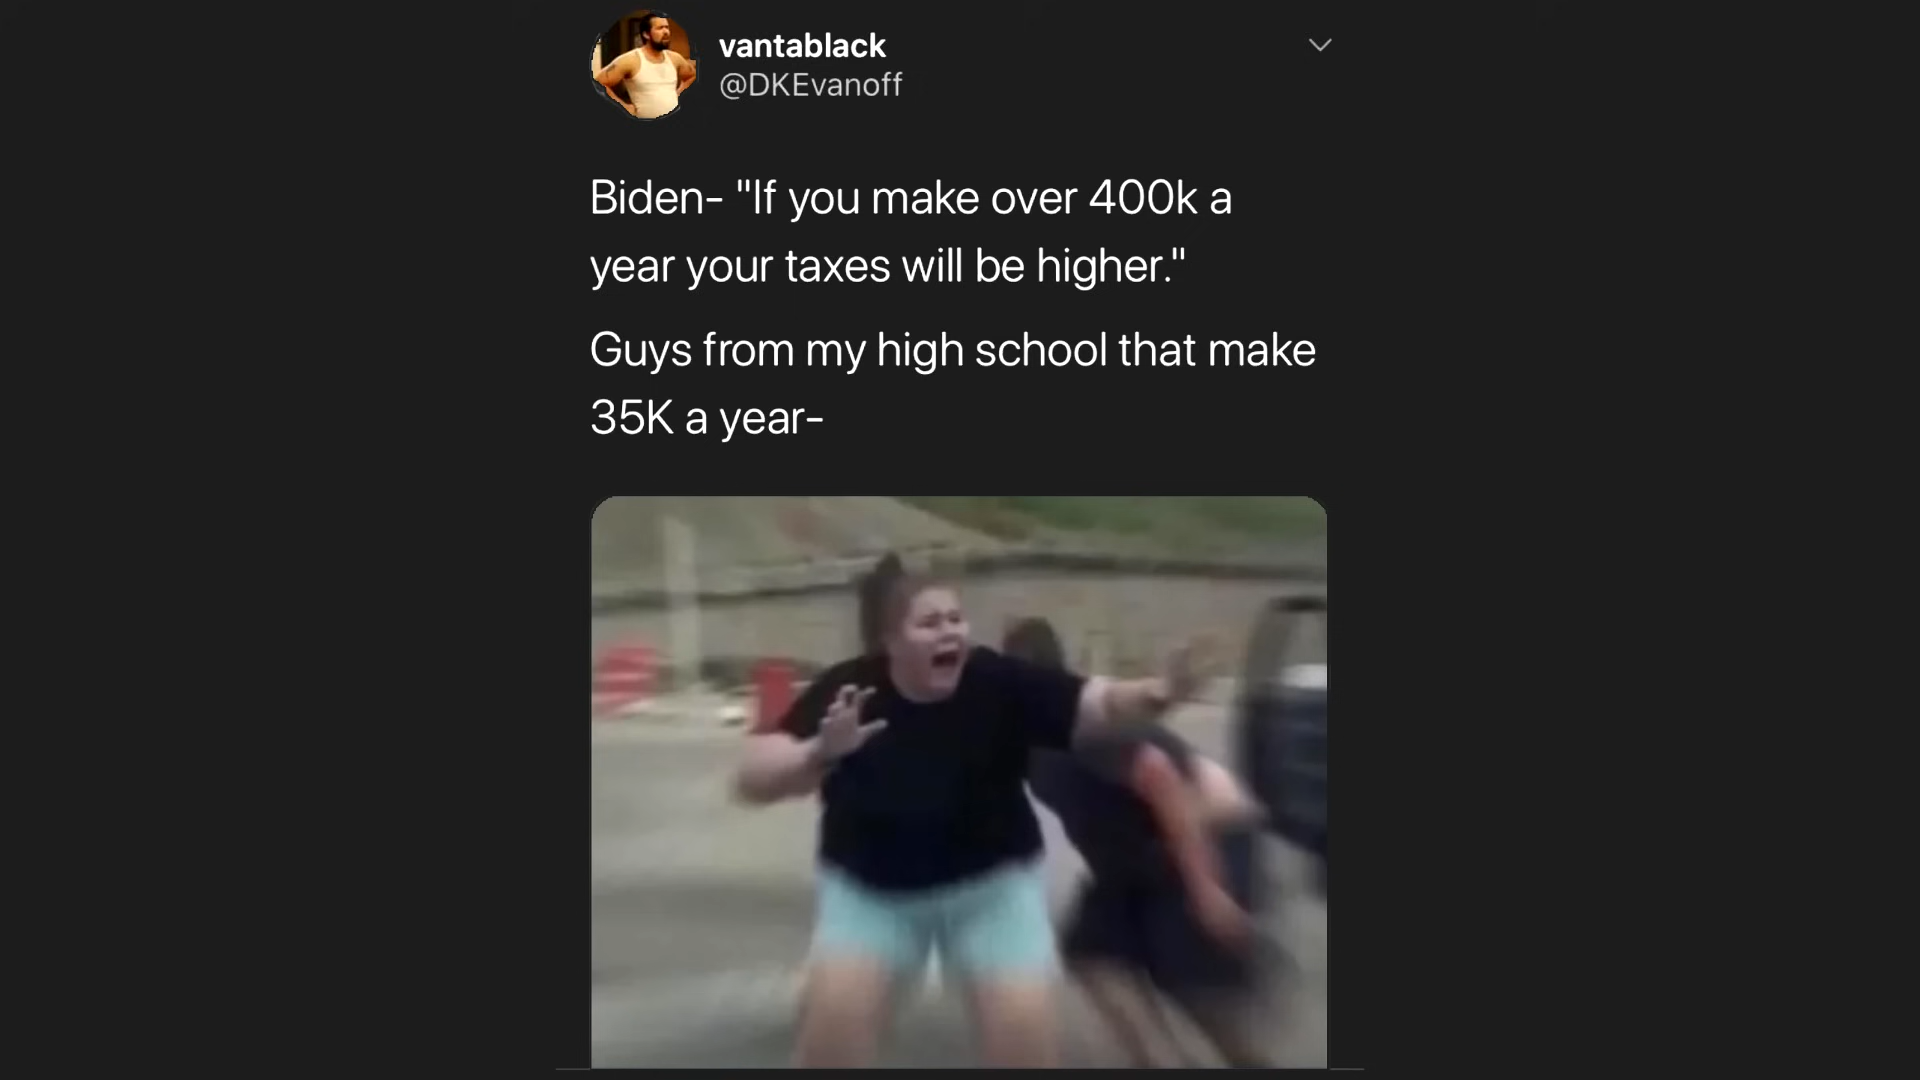 vantablack
@DKEvanoff
Biden- "If you make over 400k a
year your taxes will be higher."
Guys from my high school that make
35K a year-